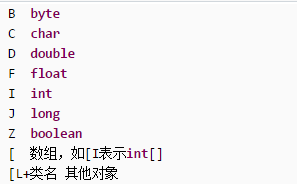 B byte
C char
D double
F float
I int
J long
Z boolean
[ 数组，如[I表示int[]
[L+类名 其他对象